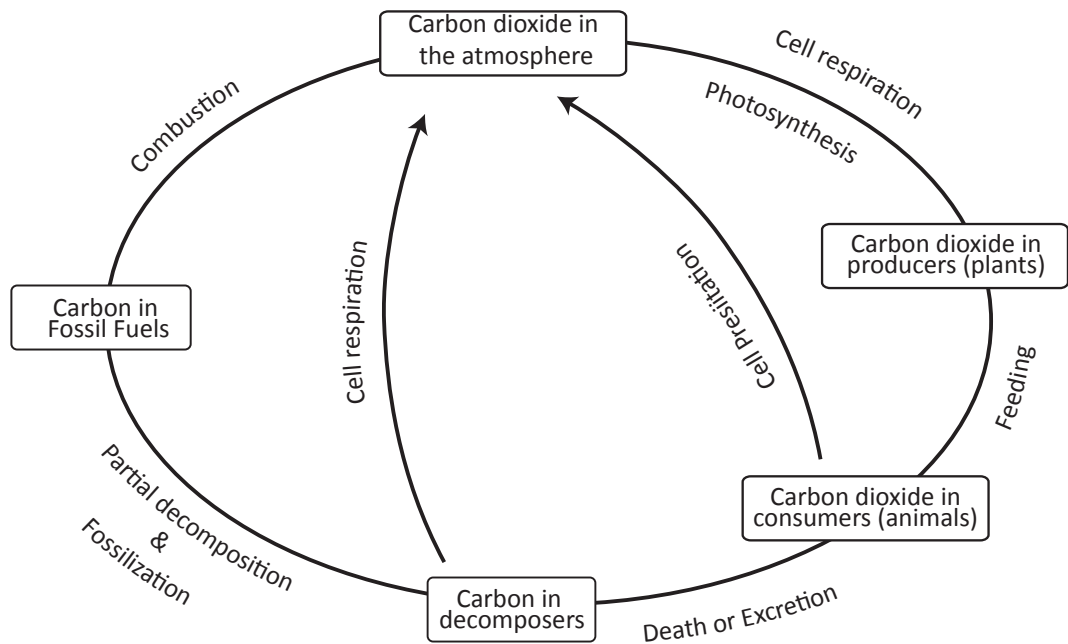 Carbon dioxide in
the atmosphere
Cell respiration
Photosynthesis
Combustion
Carbon dioxide in
producers (plants)
Cell respiration
Cell Presiltation
Carbon in
Fossil Fuels
Feeding
Partial decomposition
&
Fossilization
Carbon dioxide in
consumers (animals)
Carbon in
decomposers
Death or Excretion